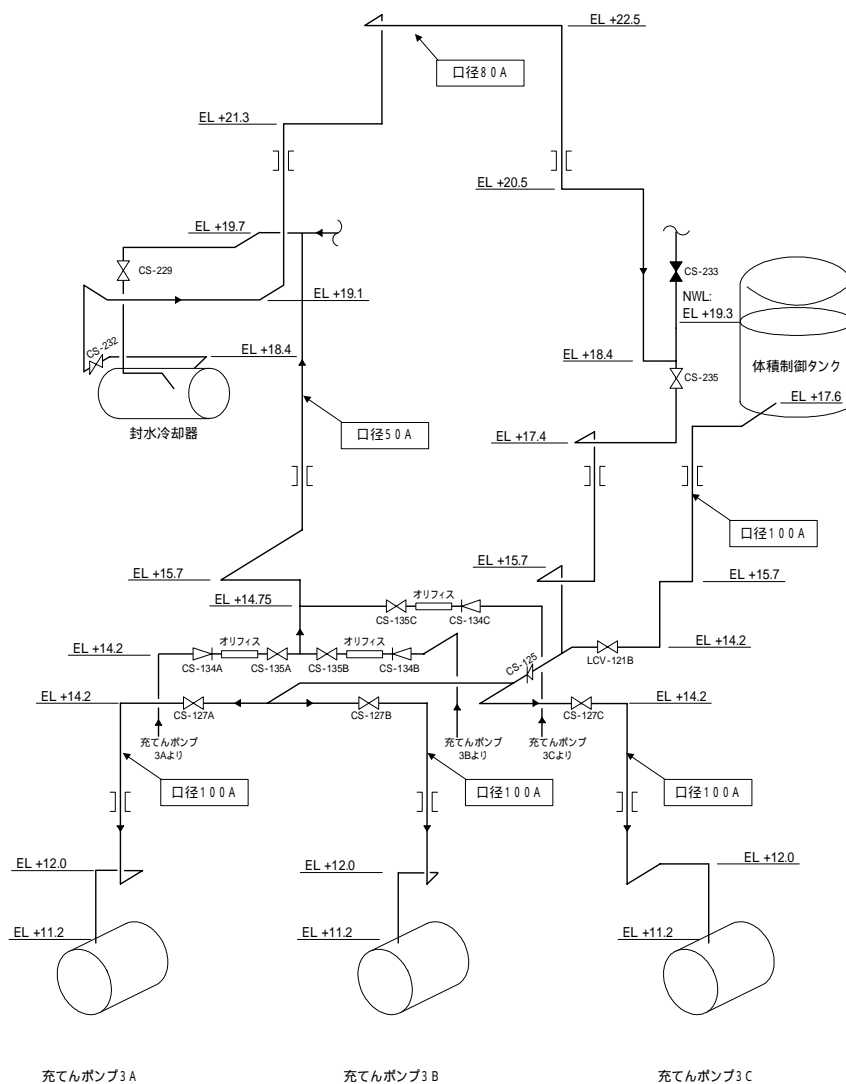 EL +22.5
口径80A
EL +21.3
EL +20.5
EL +19.7
CS-229
CS-233
NWL:
EL +19.3
EL +19.1
CS-232
EL +18.4
EL +18.4
CS-235
体積制御タンク
EL +17.6
封水冷却器
口径50A
EL +17.4
口径100A
EL +15.7
EL +15.7
EL +15.7
EL +14.75
オリフィス
CS-135C
CS-134C
EL +14.2
オリフィス
オリフィス
CS-134A
CS-135A
CS-135B
CS-134B
CS-125
LCV-121B
EL +14.2
EL +14.2
CS-127A
CS-127B
CS-127C
EL +14.2
充てんポンプ
3Aより
充てんポンプ
3Bより
充てんポンプ
3Cより
口径100A
口径100A
口径100A
EL +12.0
EL +12.0
EL +12.0
EL +11.2
EL +11.2
EL +11.2
充てんポンプ3A
充てんポンプ3B
充てんポンプ3C